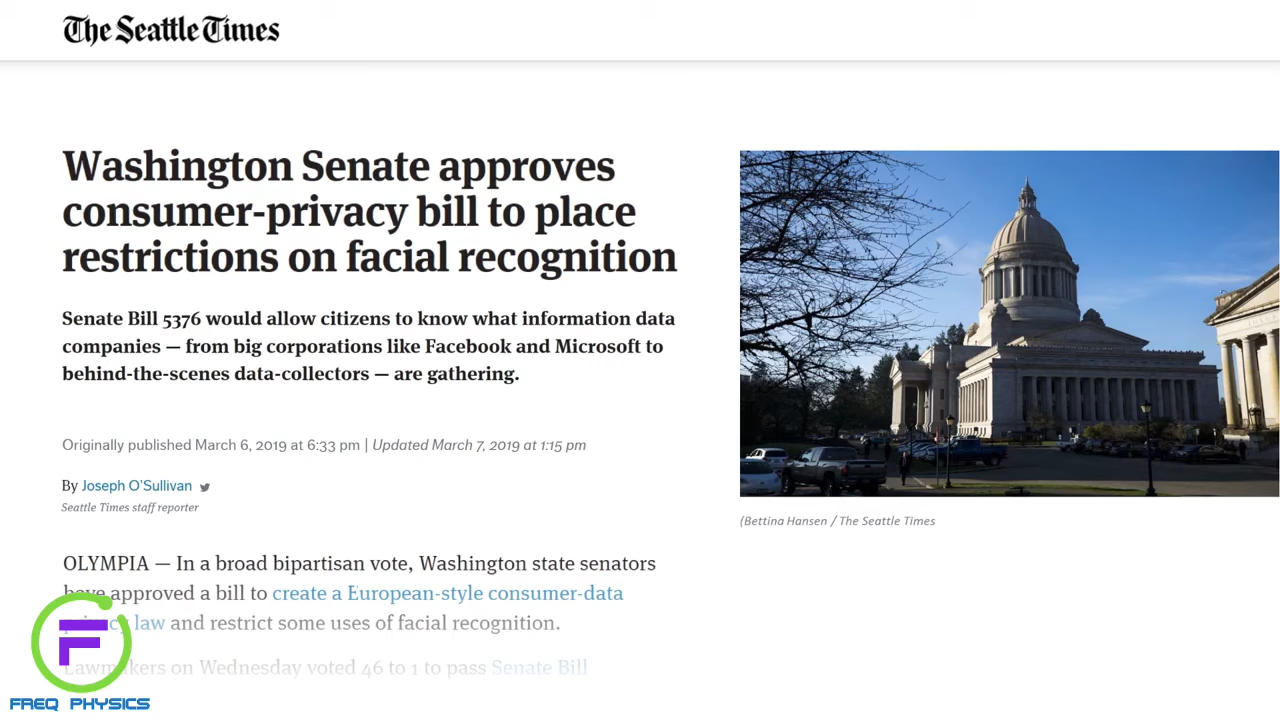 The Seattle Times
Washington Senate approves
consumer-privacy bill to place
restrictions on facial recognition
Senate Bill 5376 would allow citizens to know what information data
companies — from big corporations like Facebook and Microsoft to
behind-the-scenes data-collectors — are gathering.
Originally published March 6, 2019 at 6:33 pm | Updated March 7, 2019 at 1:15 pm
By Joseph O'Sullivan
Seattle Times staff reporter
(Bettina Hansen / The Seattle Times
OLYMPIA — In a broad bipartisan vote, Washington state senators
have approved a bill to create a European-style consumer-data
privacy law and restrict some uses of facial recognition.
Lawmakers on Wednesday voted 46 to 1 to pass Senate Bill
F
FREQ PHYSICS